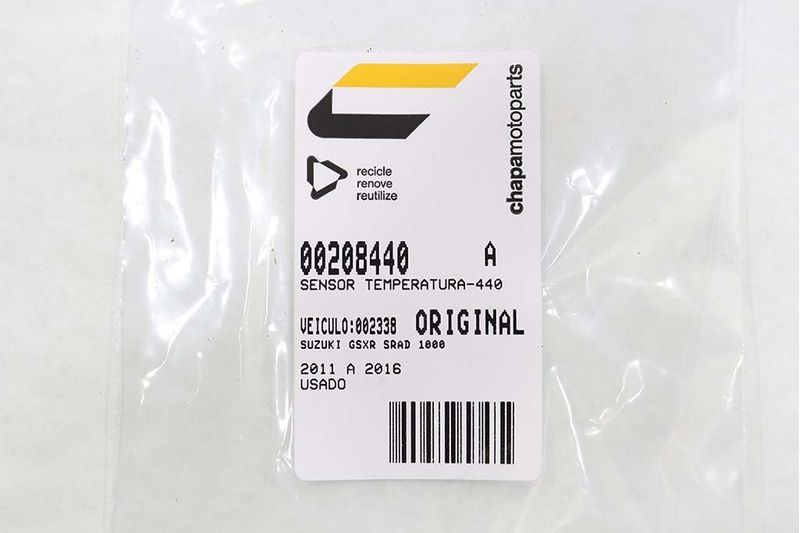 chapamotoparts
recicle
renove
reutilize
00208440 A
SENSOR TEMPERATURA-440
VEICULO:002338 ORIGINAL
SUZUKI GSXR SRAD 1000
2011 A 2016
USADO